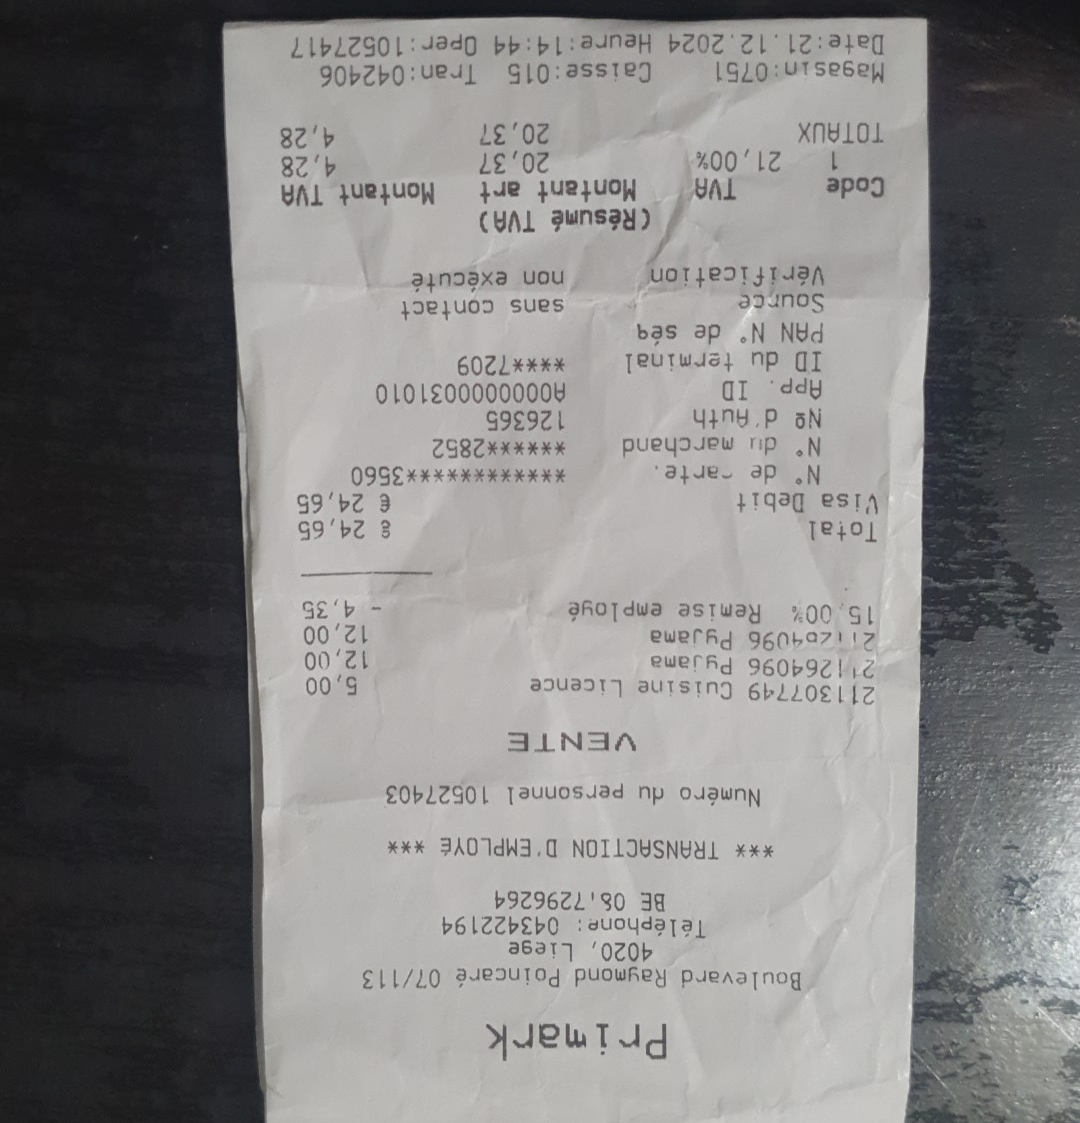 Primark
Boulevard Raymond Poincaré 07/113
4020, Liege
Téléphone: 043422194
BE
*** TRANSACTION D'EMPLOYÉ ***
Numéro du personnel 10527403
VENTE
211307749 Cuisine Licence 5,00
211264096 Pyjama 12,00
211264096 Pyjama 12,00
15,00% Remise employé - 4,35
Total € 24,65
Visa Debit € 24,65
N° de carte. *************3560
N° du marchand ******2852
Nº d'Auth 126365
App. ID A0000000031010
ID du terminal ****7209
PAN N° de séq
Source sans contact
Vérification non exécuté
(Résumé TVA)
Code TVA Montant art Montant TVA
1 21,00% 20,37 4,28
TOTAUX 20,37 4,28
Magasin:0751 Caisse:015 Tran:042406
Date:21.12.2024 Heure:14:44 Oper:10527417